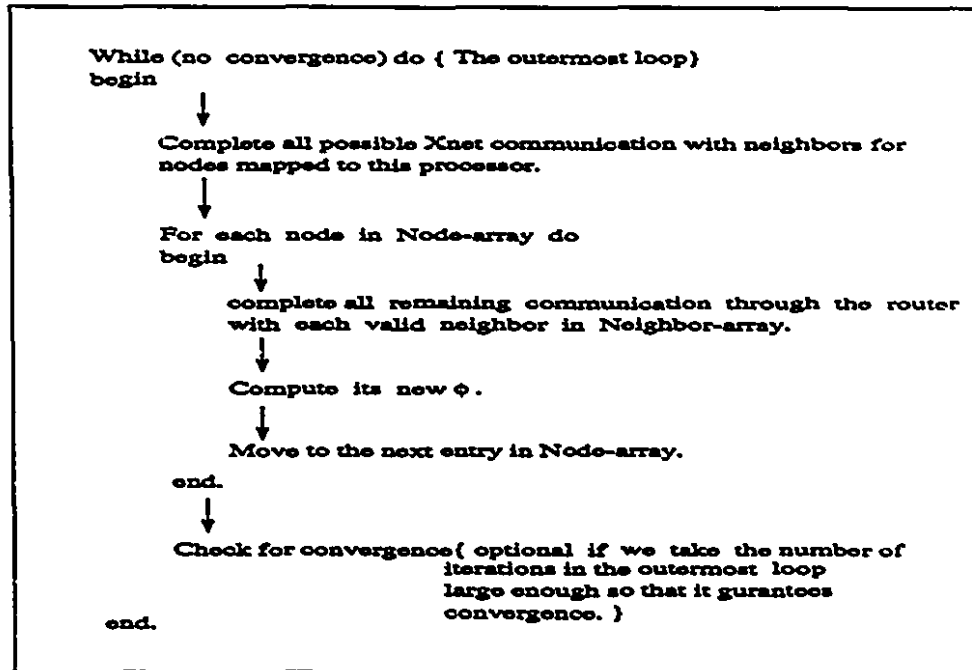 While (no convergence) do { The outermost loop}
begin
Complete all possible Xnet communication with neighbors for
nodes mapped to this processor.
For each node in Node-array do
begin
complete all remaining communication through the router
with each valid neighbor in Neighbor-array.
Compute its new ϕ.
Move to the next entry in Node-array.
end.
Check for convergence{ optional if we take the number of
iterations in the outermost loop
large enough so that it gurantees
convergence. }
end.